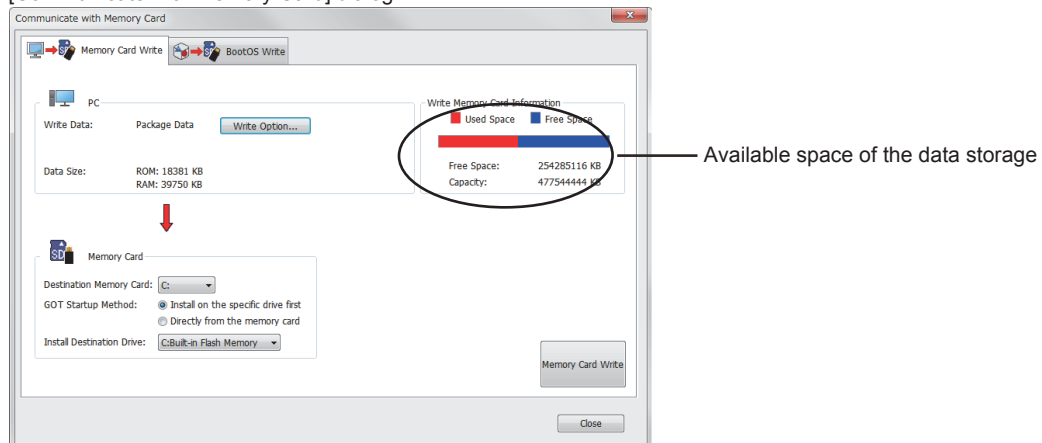 Communicate with Memory Card
Memory Card Write
BootOS Write
PC
Write Data: Package Data Write Option...
Data Size: ROM: 18381 KB
RAM: 39750 KB
Write Memory Card Information
Used Space Free Space
Free Space: 254285116 KB
Capacity: 477544444 KB
Available space of the data storage
SD
Memory Card
Destination Memory Card: C:
GOT Startup Method: Install on the specific drive first
Directly from the memory card
Install Destination Drive: C:Built-in Flash Memory
Memory Card Write
Close